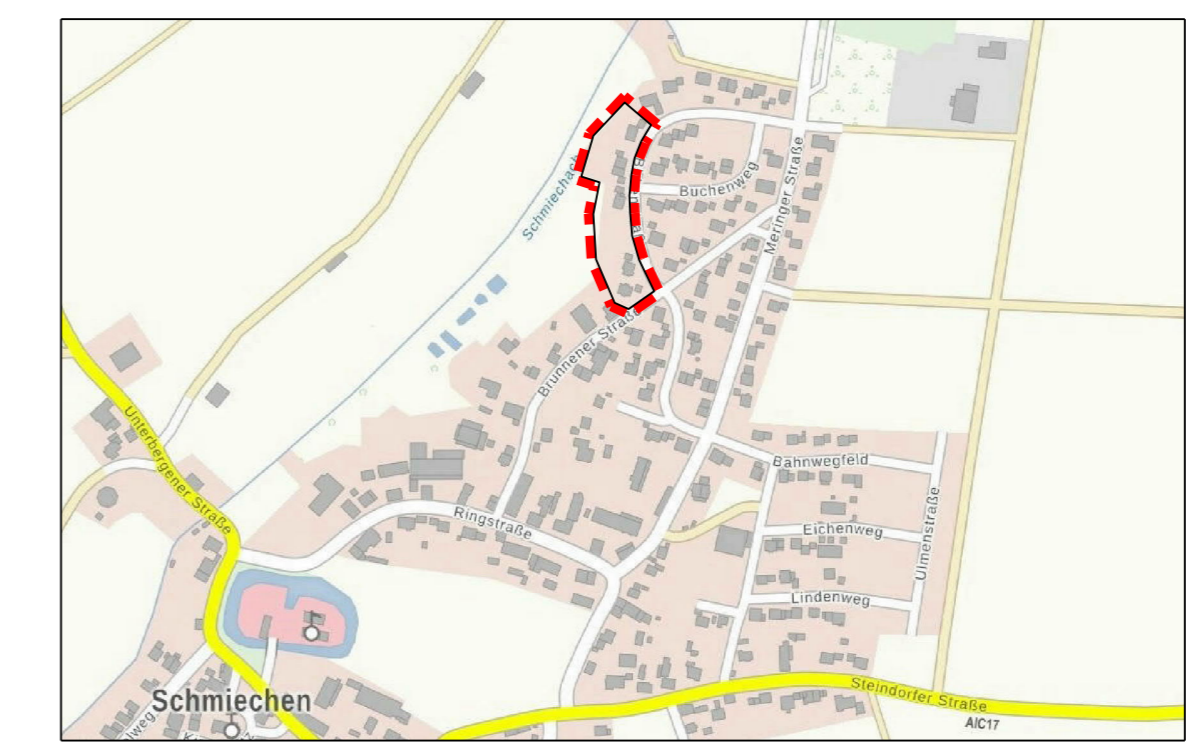 Schmiechach
Buchenweg
Meringer Straße
Brunnener Straße
Unterbergener Straße
Bahnwegfeld
Ringstraße
Eichenweg
Ulmenstraße
Lindenweg
Steindorfer Straße
Schmiechen
AIC17